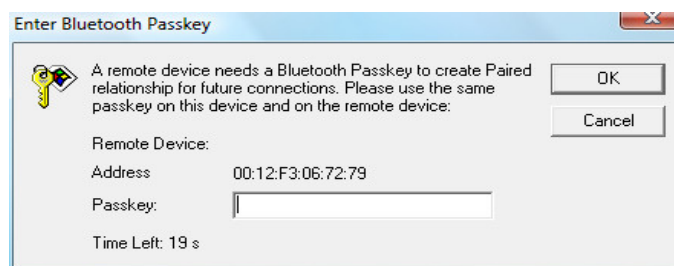 Enter Bluetooth Passkey
A remote device needs a Bluetooth Passkey to create Paired
relationship for future connections. Please use the same
passkey on this device and on the remote device:
OK
Cancel
Remote Device:
Address 00:12:F3:06:72:79
Passkey:
Time Left: 19 s